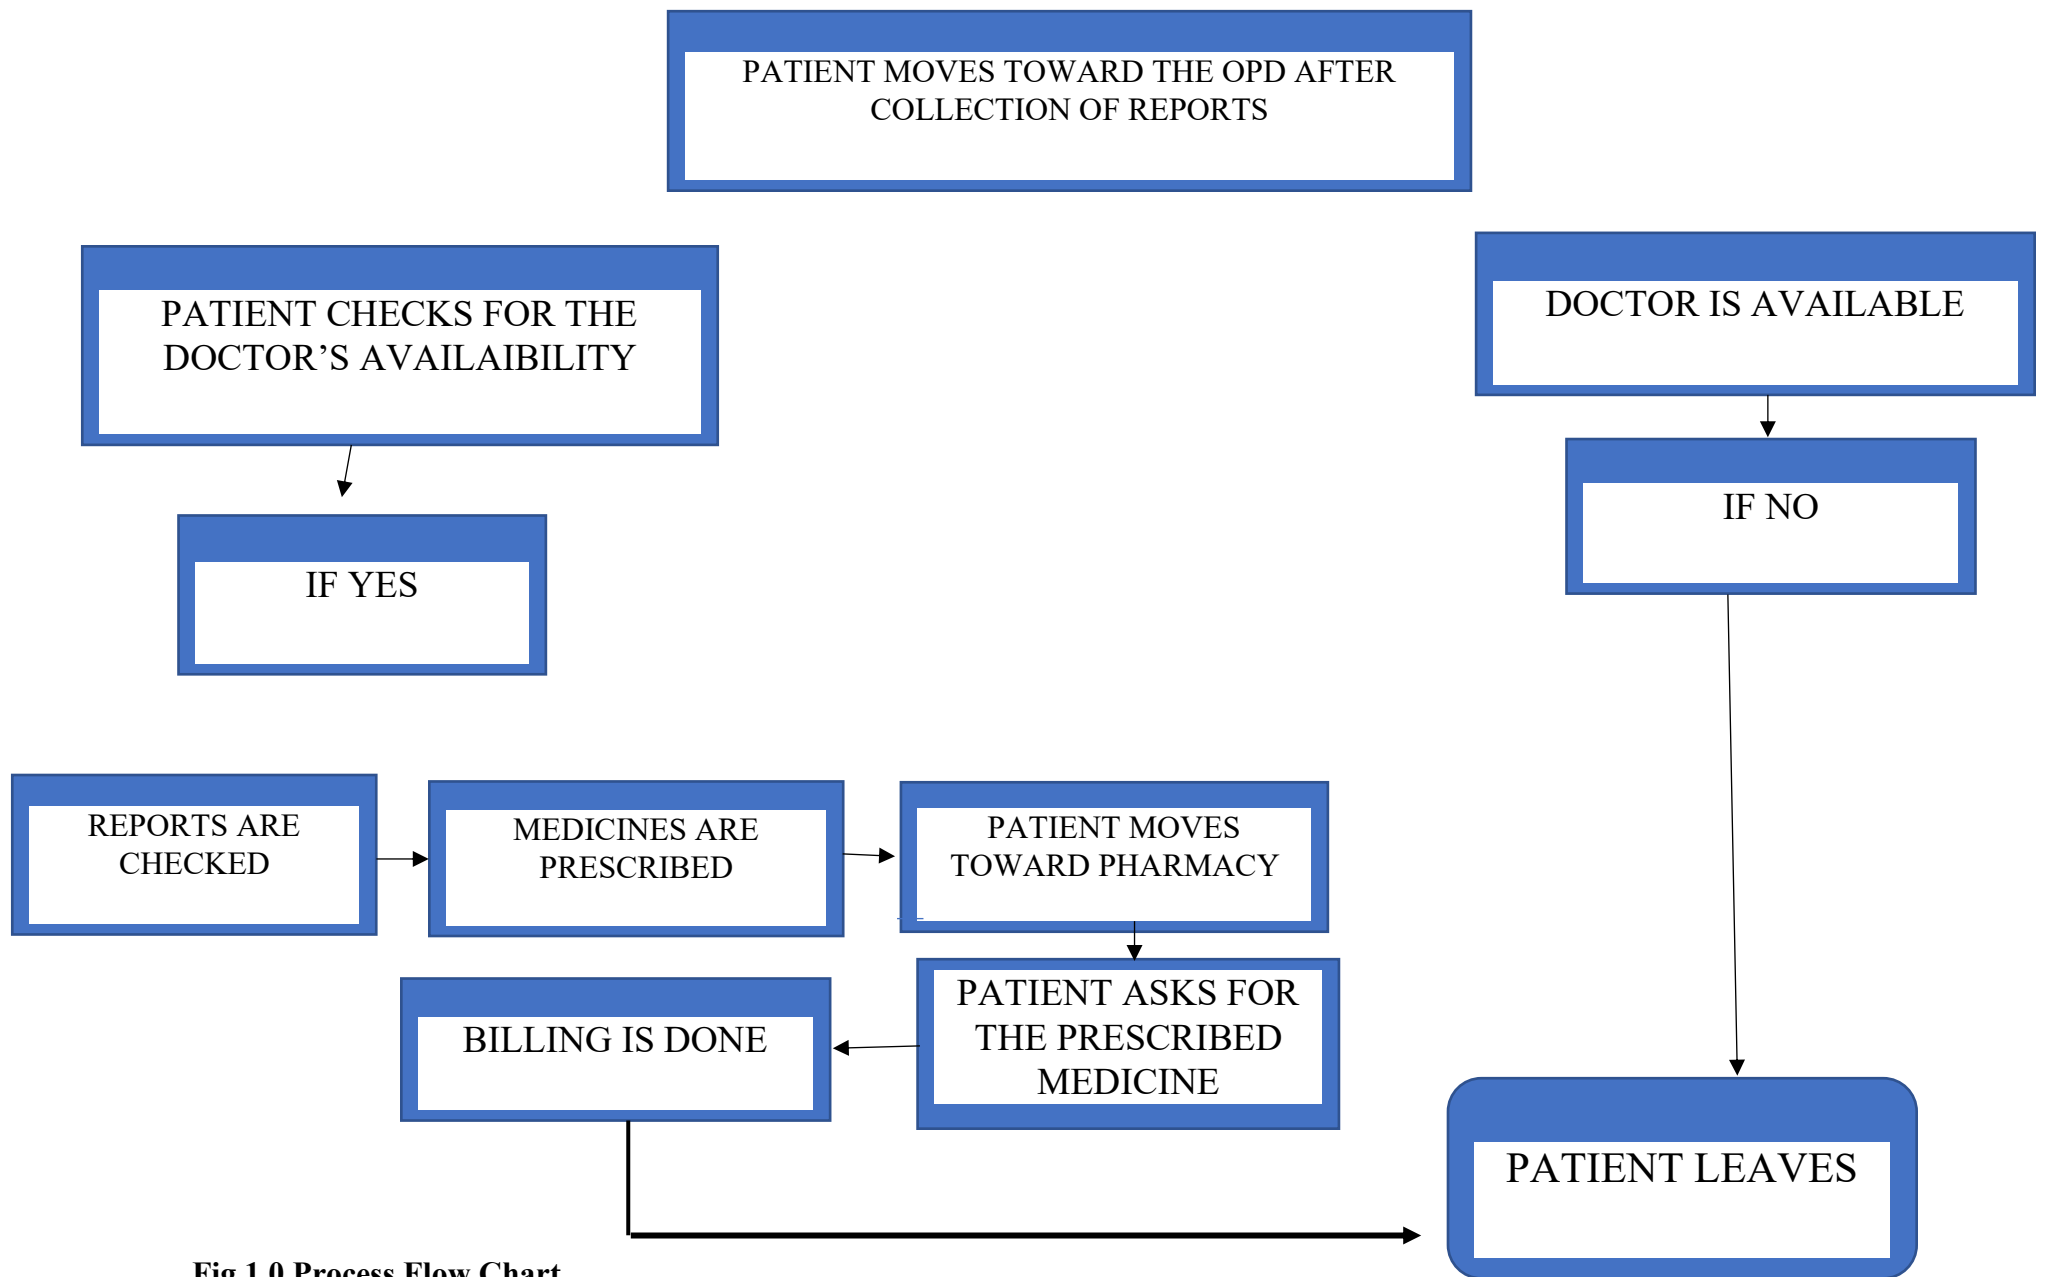 PATIENT MOVES TOWARD THE OPD AFTER
COLLECTION OF REPORTS
PATIENT CHECKS FOR THE
DOCTOR’S AVAILAIBILITY
DOCTOR IS AVAILABLE
IF YES
IF NO
REPORTS ARE
CHECKED
MEDICINES ARE
PRESCRIBED
PATIENT MOVES
TOWARD PHARMACY
PATIENT ASKS FOR
THE PRESCRIBED
MEDICINE
BILLING IS DONE
PATIENT LEAVES
Fig 1.0 Process Flow Chart